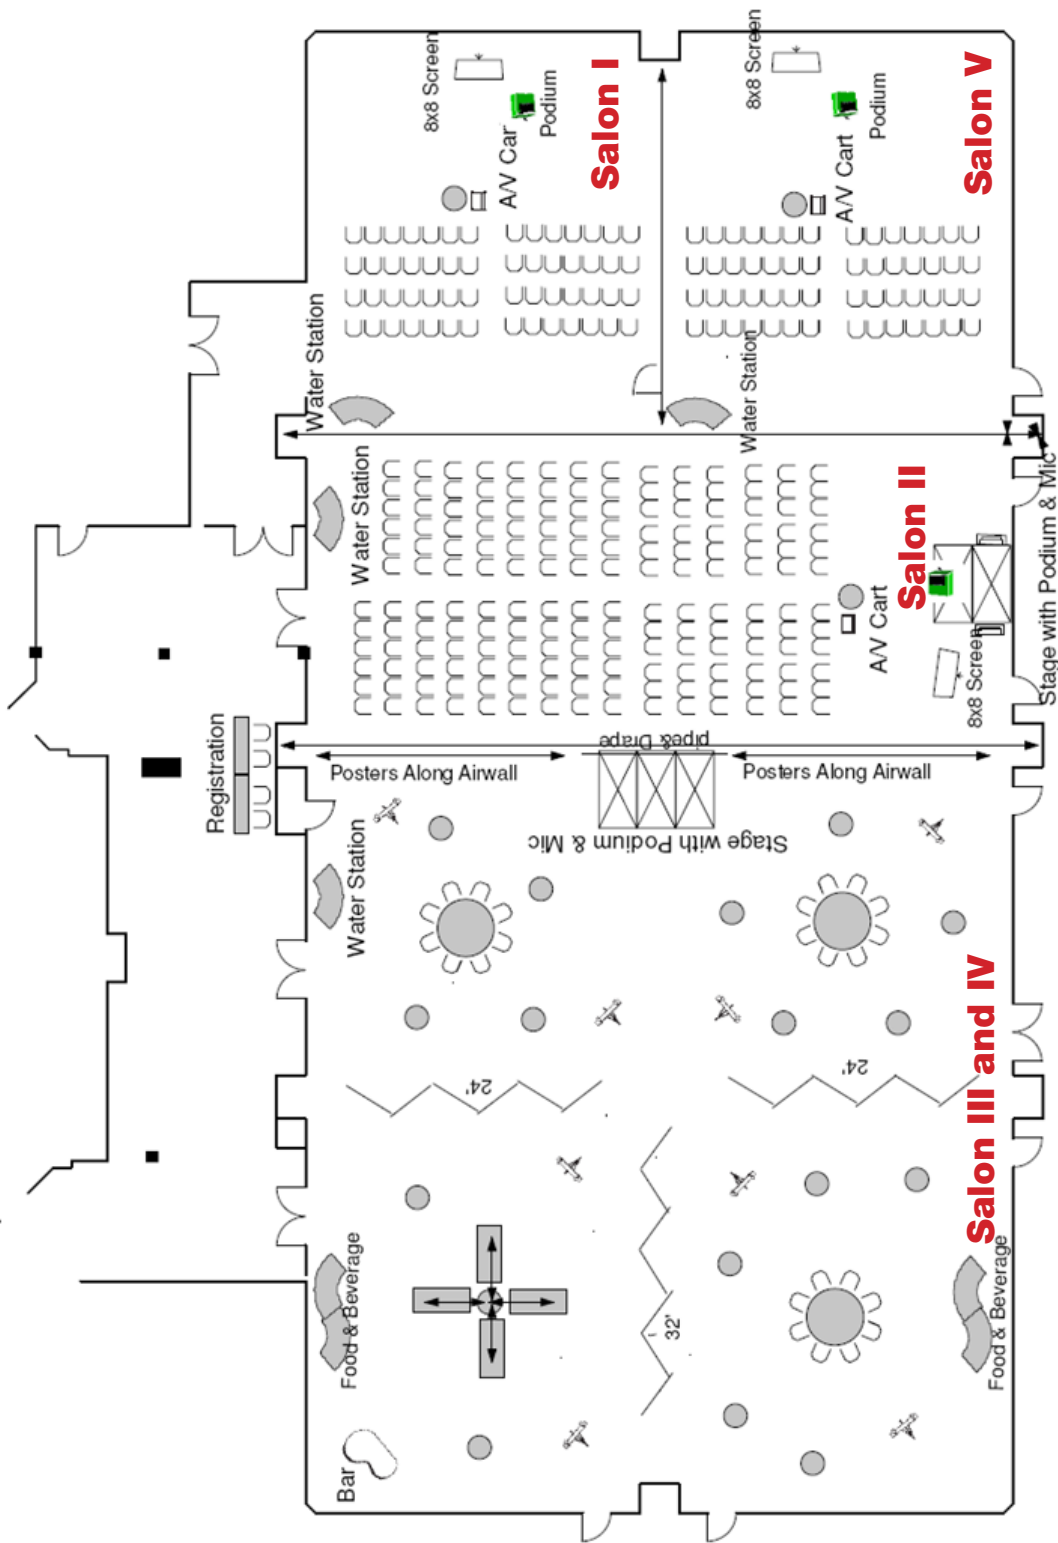 8x8 Screen
Podium
A/V Car
Salon I
8x8 Screen
Podium
A/V Cart
Salon V
Water Station
Water Station
Water Station
Salon II
A/V Cart
8x8 Screen
Stage with Podium & Mic
Registration
pipe& Drape
Posters Along Airwall
Posters Along Airwall
Stage with Podium & Mic
Water Station
24'
24'
Salon III and IV
32'
Food & Beverage
Food & Beverage
Bar